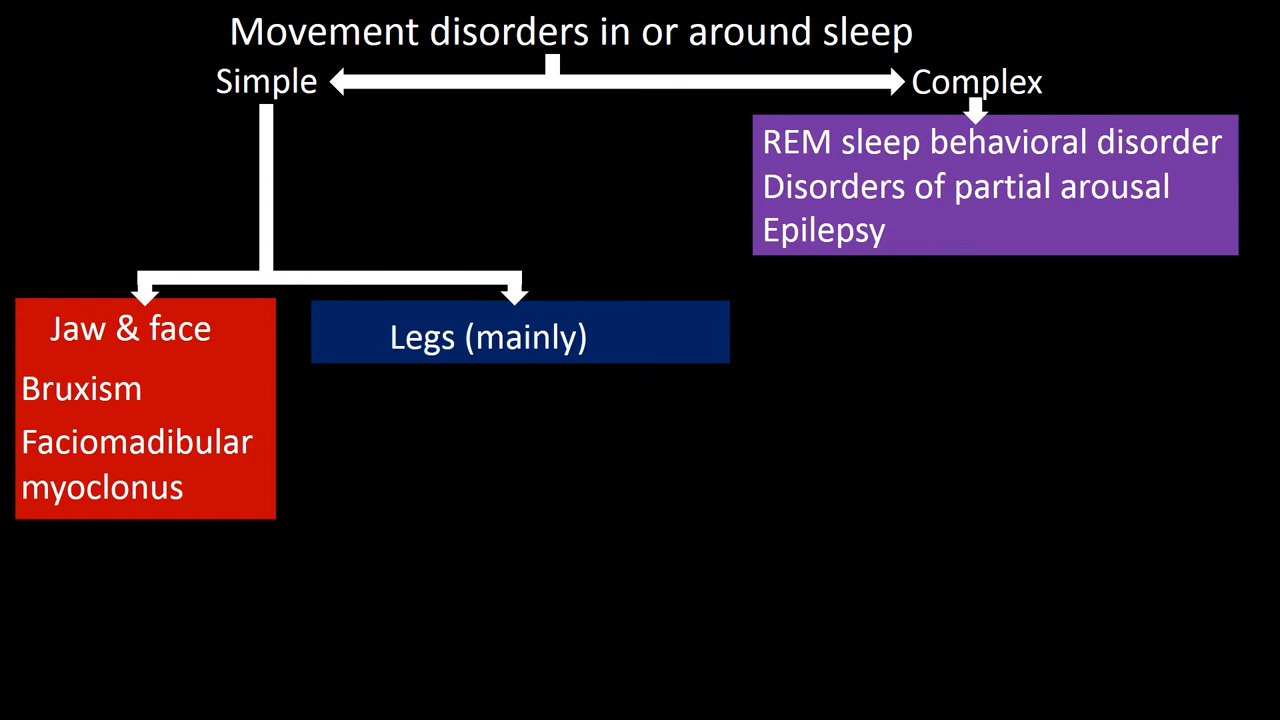 Movement disorders in or around sleep
Simple
Complex
REM sleep behavioral disorder
Disorders of partial arousal
Epilepsy
Jaw & face
Bruxism
Faciomadibular
myoclonus
Legs (mainly)